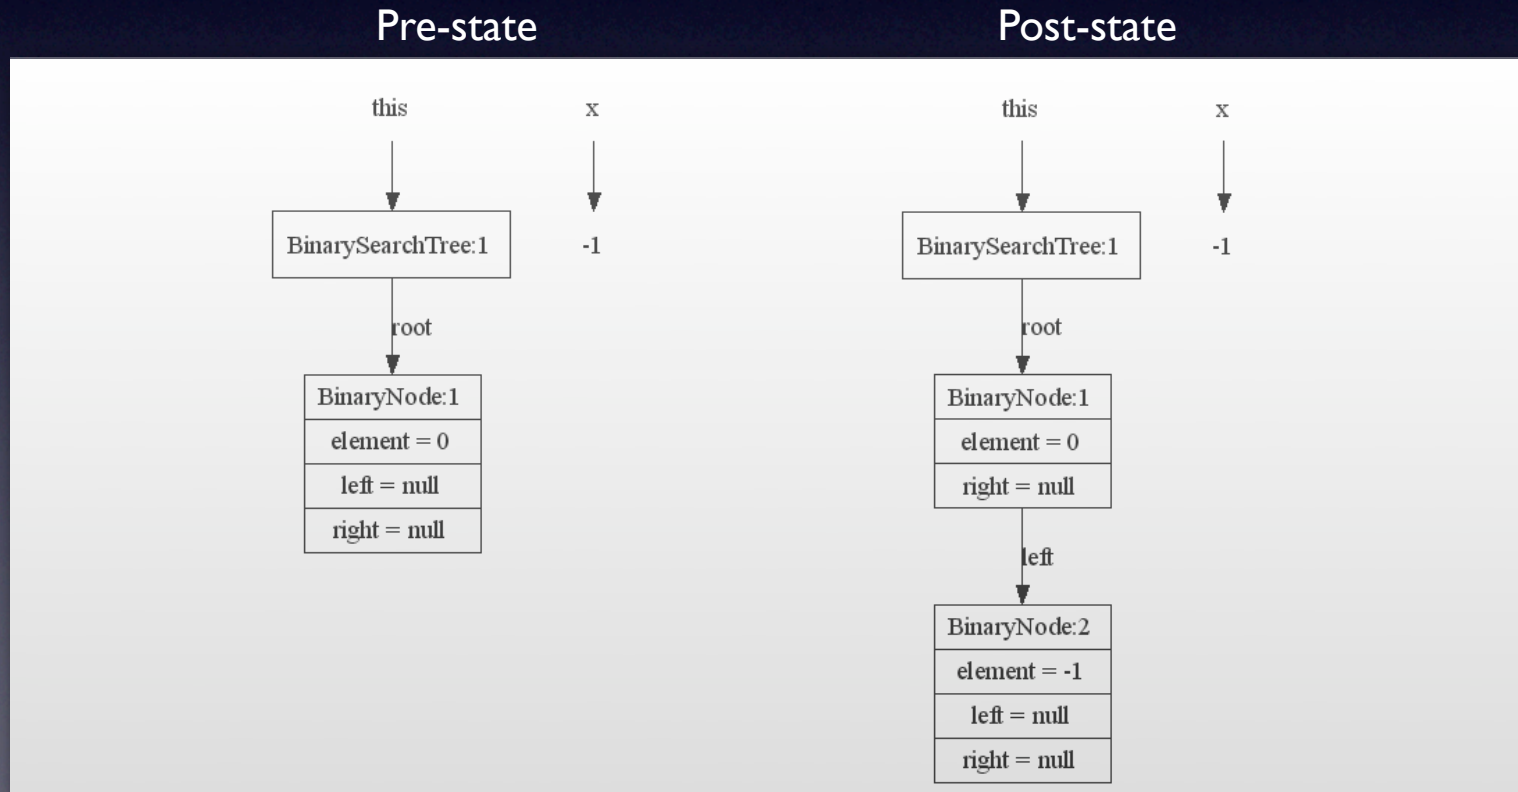 Pre-state
Post-state
this
x
BinarySearchTree:1
-1
root
BinaryNode:1
element = 0
left = null
right = null
this
x
BinarySearchTree:1
-1
root
BinaryNode:1
element = 0
right = null
left
BinaryNode:2
element = -1
left = null
right = null